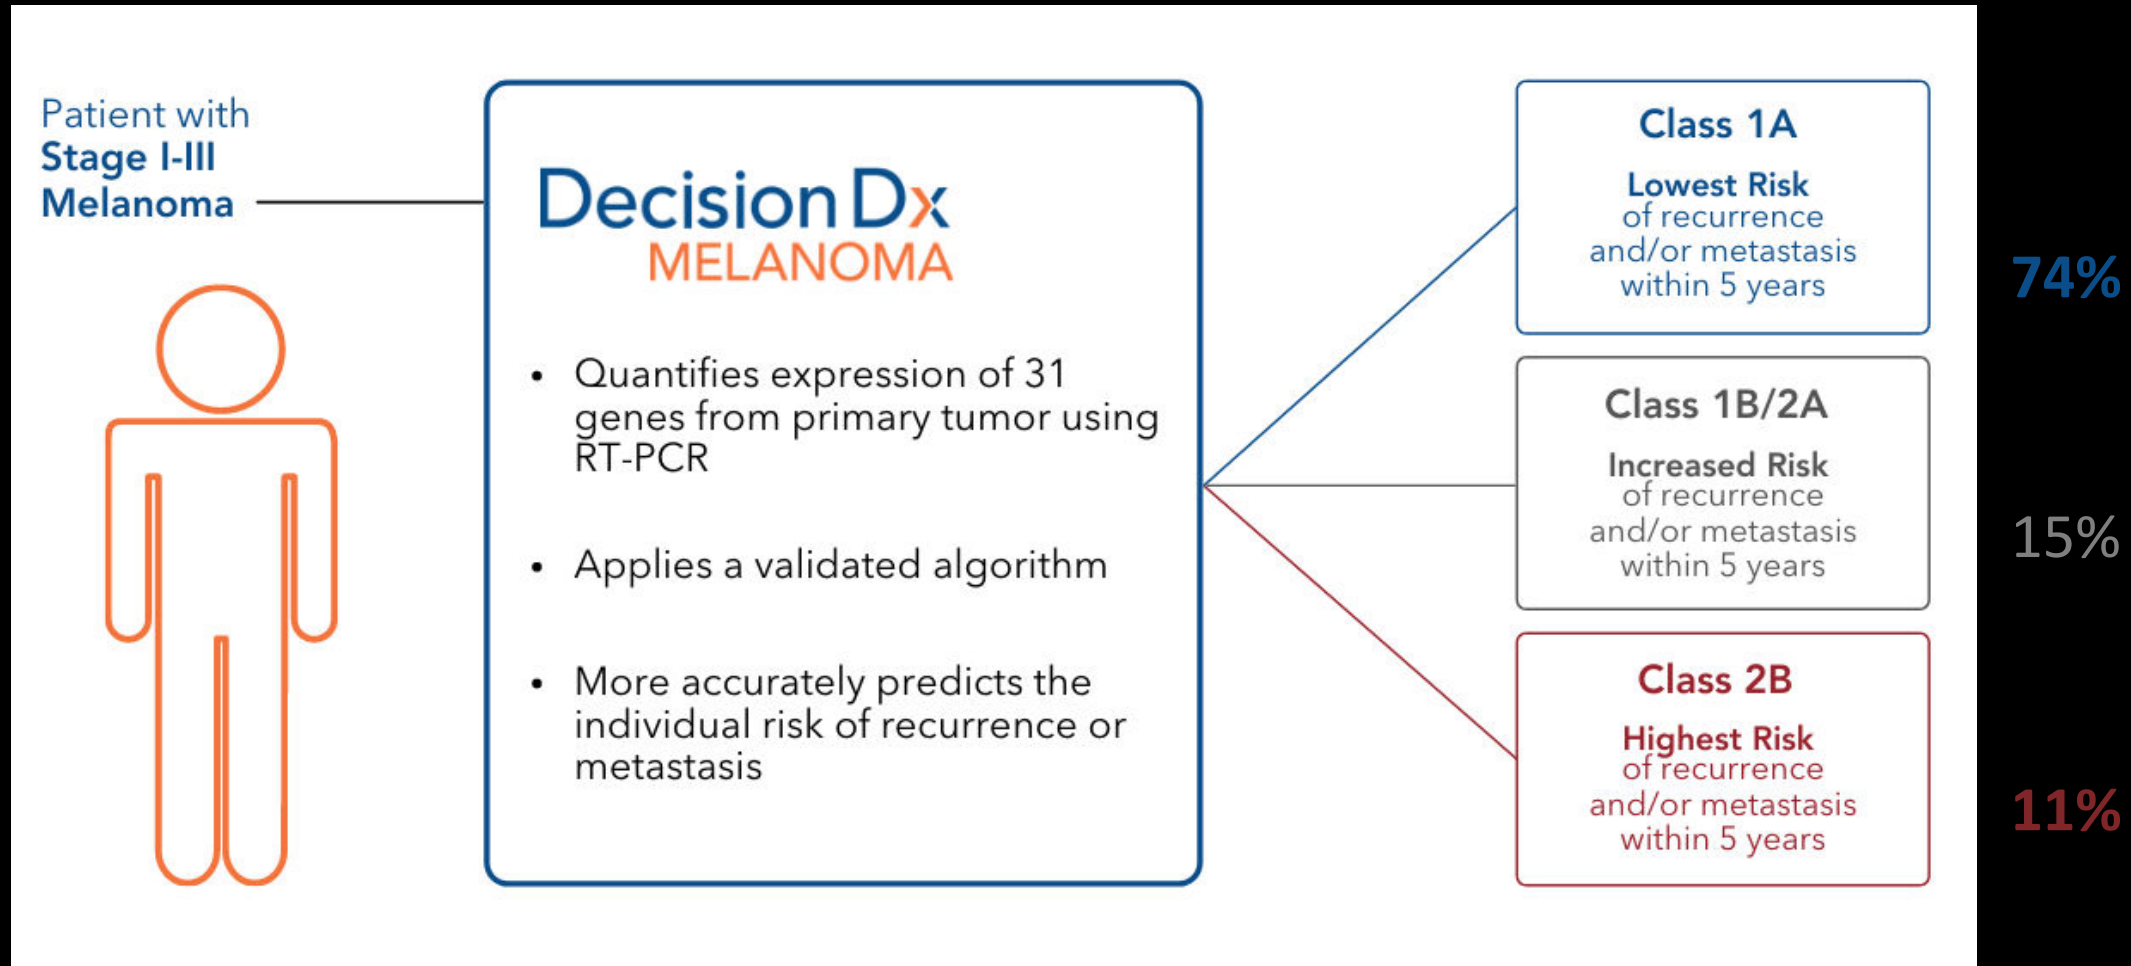 Patient with
Stage I-III
Melanoma
Decision Dx
MELANOMA
• Quantifies expression of 31
genes from primary tumor using
RT-PCR
• Applies a validated algorithm
• More accurately predicts the
individual risk of recurrence or
metastasis
Class 1A
Lowest Risk
of recurrence
and/or metastasis
within 5 years
74%
Class 1B/2A
Increased Risk
of recurrence
and/or metastasis
within 5 years
15%
Class 2B
Highest Risk
of recurrence
and/or metastasis
within 5 years
11%